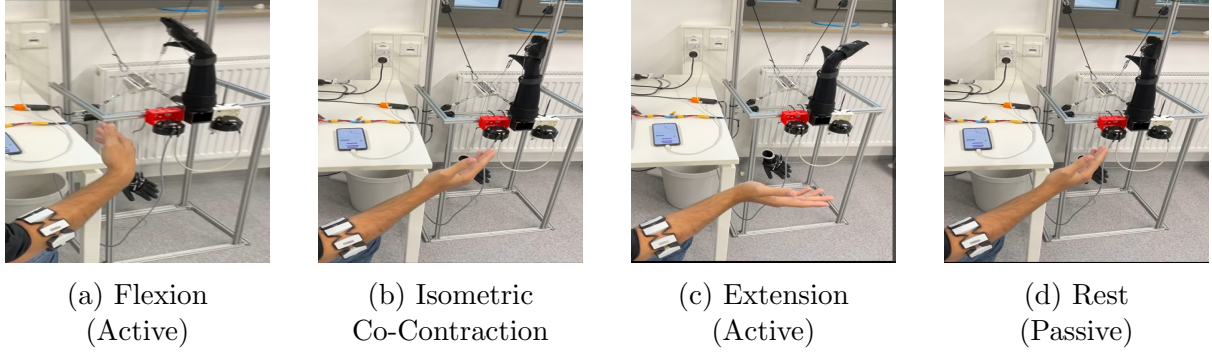 (a) Flexion
(Active)
(b) Isometric
Co-Contraction
(c) Extension
(Active)
(d) Rest
(Passive)